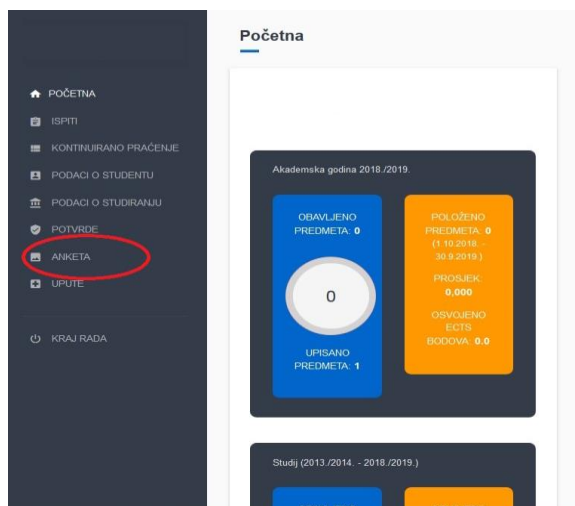 Početna
POČETNA
ISPITI
KONTINUIRANO PRAĆENJE
PODACI O STUDENTU
PODACI O STUDIRANJU
POTVRDE
ANKETA
UPUTE
KRAJ RADA
Akademska godina 2018./2019.
OBAVLJENO
PREDMETA: 0
0
UPISANO
PREDMETA: 1
POLOŽENO
PREDMETA: 0
(1.10.2018. -
30.9.2019.)
PROSJEK:
0,000
OSVOJENO
ECTS
BODOVA: 0.0
Studij (2013./2014. - 2018./2019.)